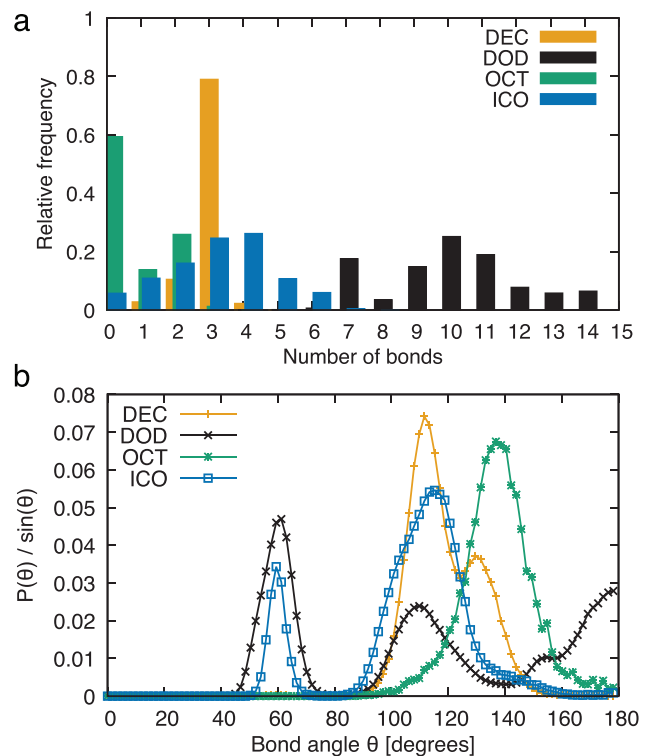 a
1
0.8
0.6
0.4
0.2
0
Relative frequency
DEC
DOD
OCT
ICO
0 1 2 3 4 5 6 7 8 9 10 11 12 13 14 15
Number of bonds
b
0.08
0.07
0.06
0.05
0.04
0.03
0.02
0.01
0
P(θ) / sin(θ)
DEC
DOD
OCT
ICO
0 20 40 60 80 100 120 140 160 180
Bond angle θ [degrees]